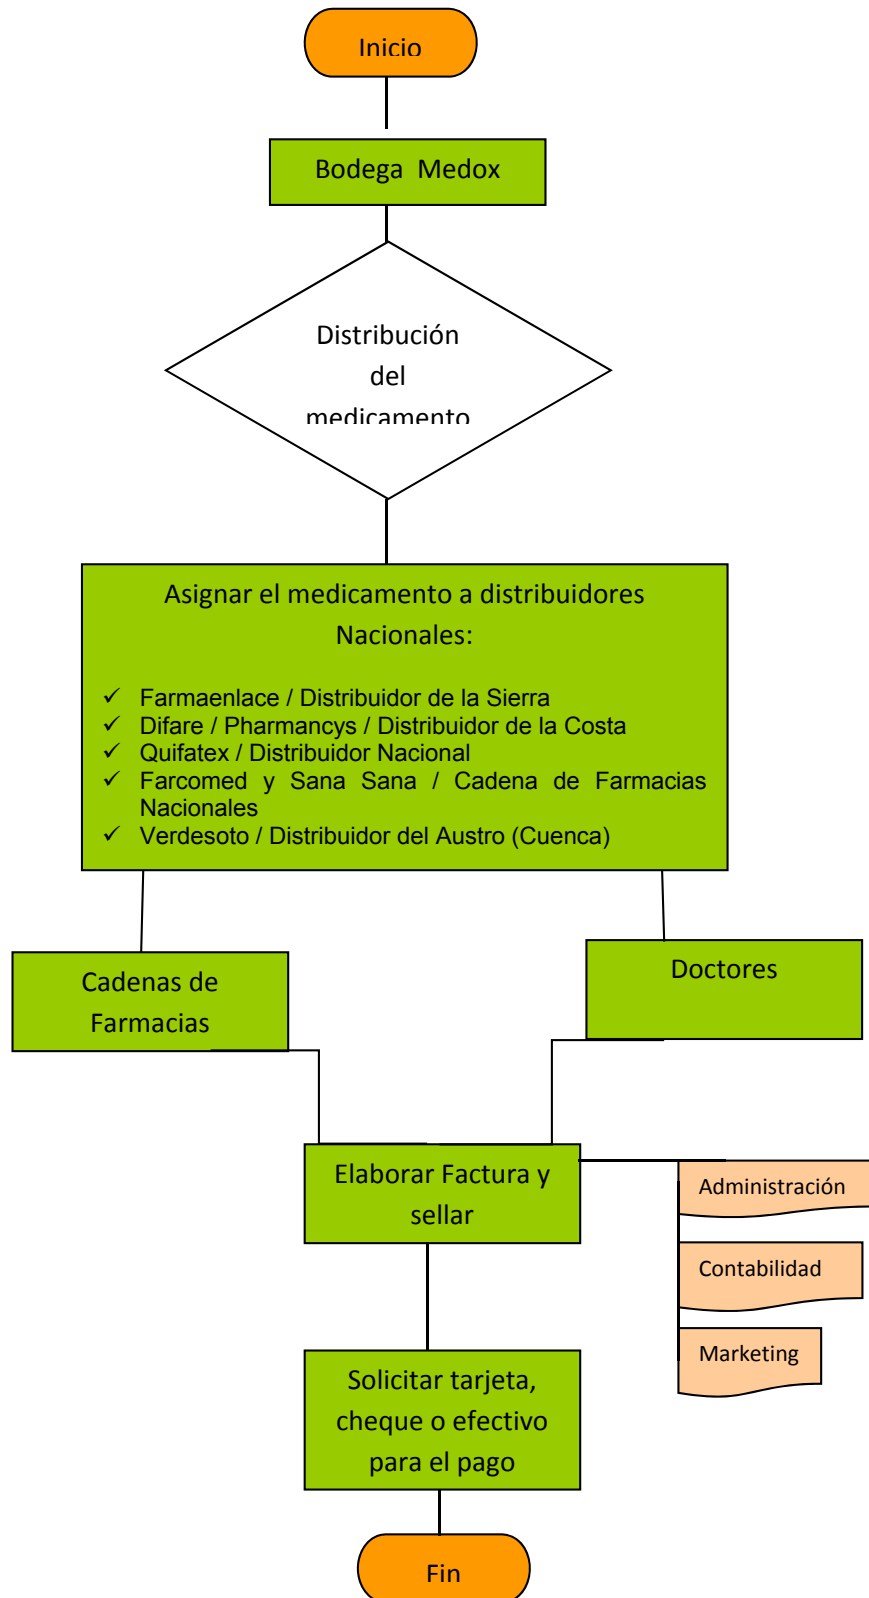 Inicio
Bodega Medox
Distribución
del
medicamento
Asignar el medicamento a distribuidores
Nacionales:
✓ Farmaenlace / Distribuidor de la Sierra
✓ Difare / Pharmancys / Distribuidor de la Costa
✓ Quifatex / Distribuidor Nacional
✓ Farcomed y Sana Sana / Cadena de Farmacias
Nacionales
✓ Verdesoto / Distribuidor del Austro (Cuenca)
Cadenas de
Farmacias
Doctores
Elaborar Factura y
sellar
Administración
Contabilidad
Marketing
Solicitar tarjeta,
cheque o efectivo
para el pago
Fin